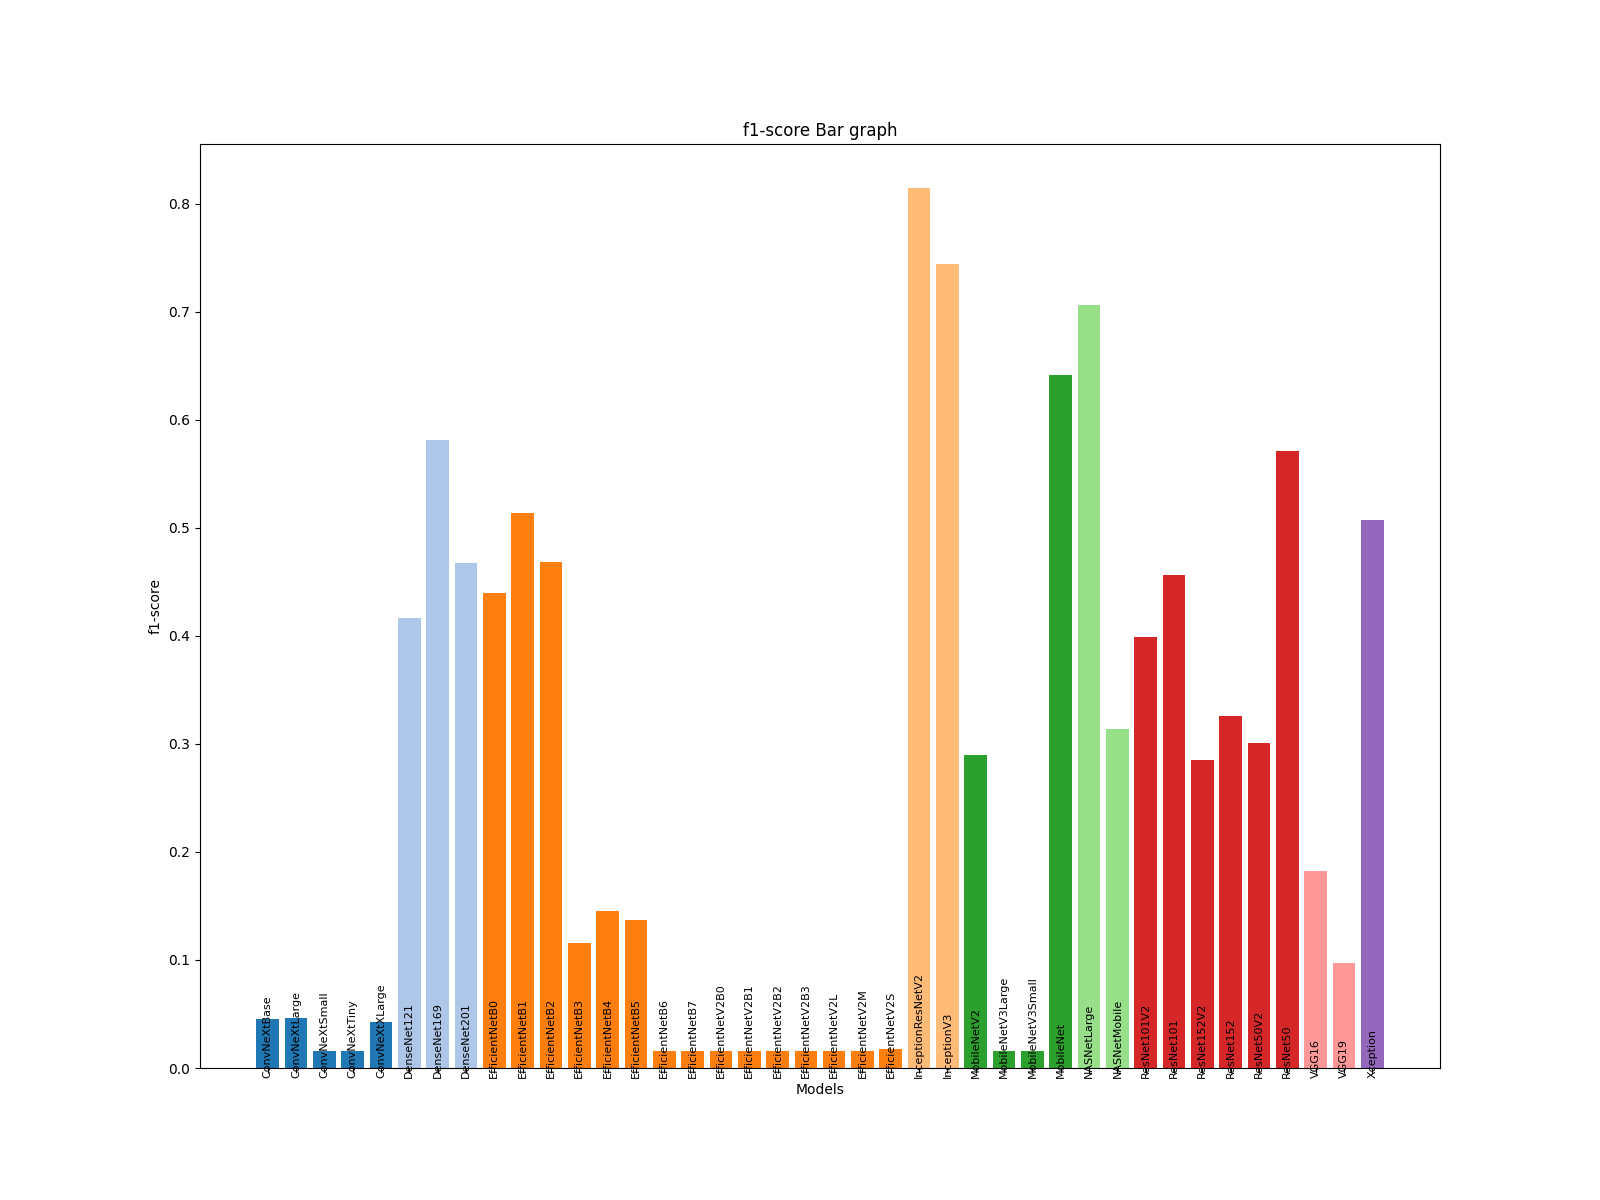 f1-score Bar graph
f1-score
0.8
0.7
0.6
0.5
0.4
0.3
0.2
0.1
0.0
ConvNeXtBase
ConvNeXtLarge
ConvNeXtSmall
ConvNeXtTiny
ConvNeXtXLarge
DenseNet121
DenseNet169
DenseNet201
EfficientNetB0
EfficientNetB1
EfficientNetB2
EfficientNetB3
EfficientNetB4
EfficientNetB5
EfficientNetB6
EfficientNetB7
EfficientNetV2B0
EfficientNetV2B1
EfficientNetV2B2
EfficientNetV2B3
EfficientNetV2L
EfficientNetV2M
EfficientNetV2S
InceptionResNetV2
InceptionV3
MobileNetV2
MobileNetV3Large
MobileNetV3Small
MobileNet
NASNetLarge
NASNetMobile
ResNet101V2
ResNet101
ResNet152V2
ResNet152
ResNet50V2
ResNet50
VGG16
VGG19
Xception
Models